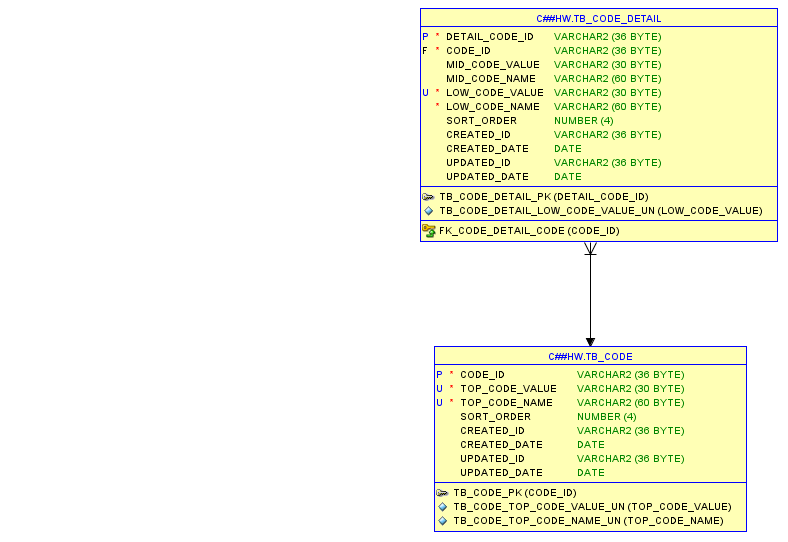 C##HW.TB_CODE_DETAIL
P * DETAIL_CODE_ID VARCHAR2 (36 BYTE)
F * CODE_ID VARCHAR2 (36 BYTE)
MID_CODE_VALUE VARCHAR2 (30 BYTE)
MID_CODE_NAME VARCHAR2 (60 BYTE)
U * LOW_CODE_VALUE VARCHAR2 (30 BYTE)
* LOW_CODE_NAME VARCHAR2 (60 BYTE)
SORT_ORDER NUMBER (4)
CREATED_ID VARCHAR2 (36 BYTE)
CREATED_DATE DATE
UPDATED_ID VARCHAR2 (36 BYTE)
UPDATED_DATE DATE
TB_CODE_DETAIL_PK (DETAIL_CODE_ID)
TB_CODE_DETAIL_LOW_CODE_VALUE_UN (LOW_CODE_VALUE)
FK_CODE_DETAIL_CODE (CODE_ID)
C##HW.TB_CODE
P * CODE_ID VARCHAR2 (36 BYTE)
U * TOP_CODE_VALUE VARCHAR2 (30 BYTE)
U * TOP_CODE_NAME VARCHAR2 (60 BYTE)
SORT_ORDER NUMBER (4)
CREATED_ID VARCHAR2 (36 BYTE)
CREATED_DATE DATE
UPDATED_ID VARCHAR2 (36 BYTE)
UPDATED_DATE DATE
TB_CODE_PK (CODE_ID)
TB_CODE_TOP_CODE_VALUE_UN (TOP_CODE_VALUE)
TB_CODE_TOP_CODE_NAME_UN (TOP_CODE_NAME)